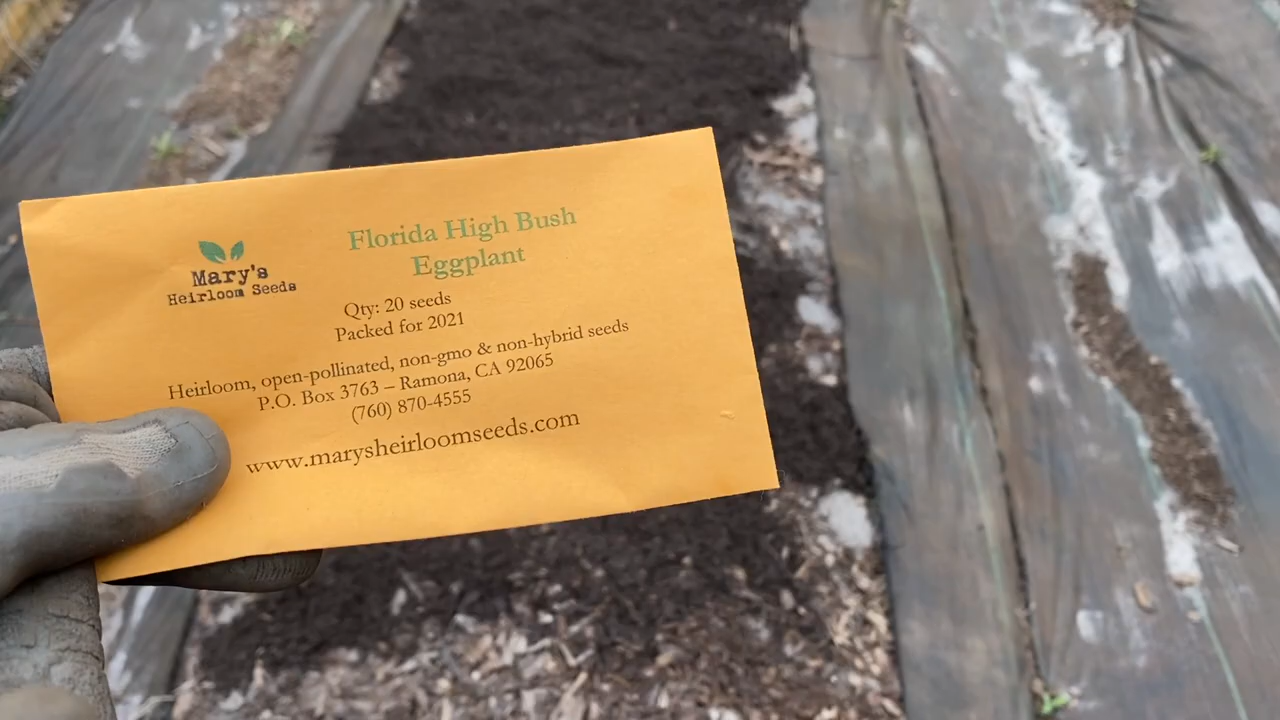 Mary's
Heirloom Seeds
Florida High Bush
Eggplant
Qty: 20 seeds
Packed for 2021
Heirloom, open-pollinated, non-gmo & non-hybrid seeds
P.O. Box 3763 – Ramona, CA 92065
(760) 870-4555
www.marysheirloomseeds.com